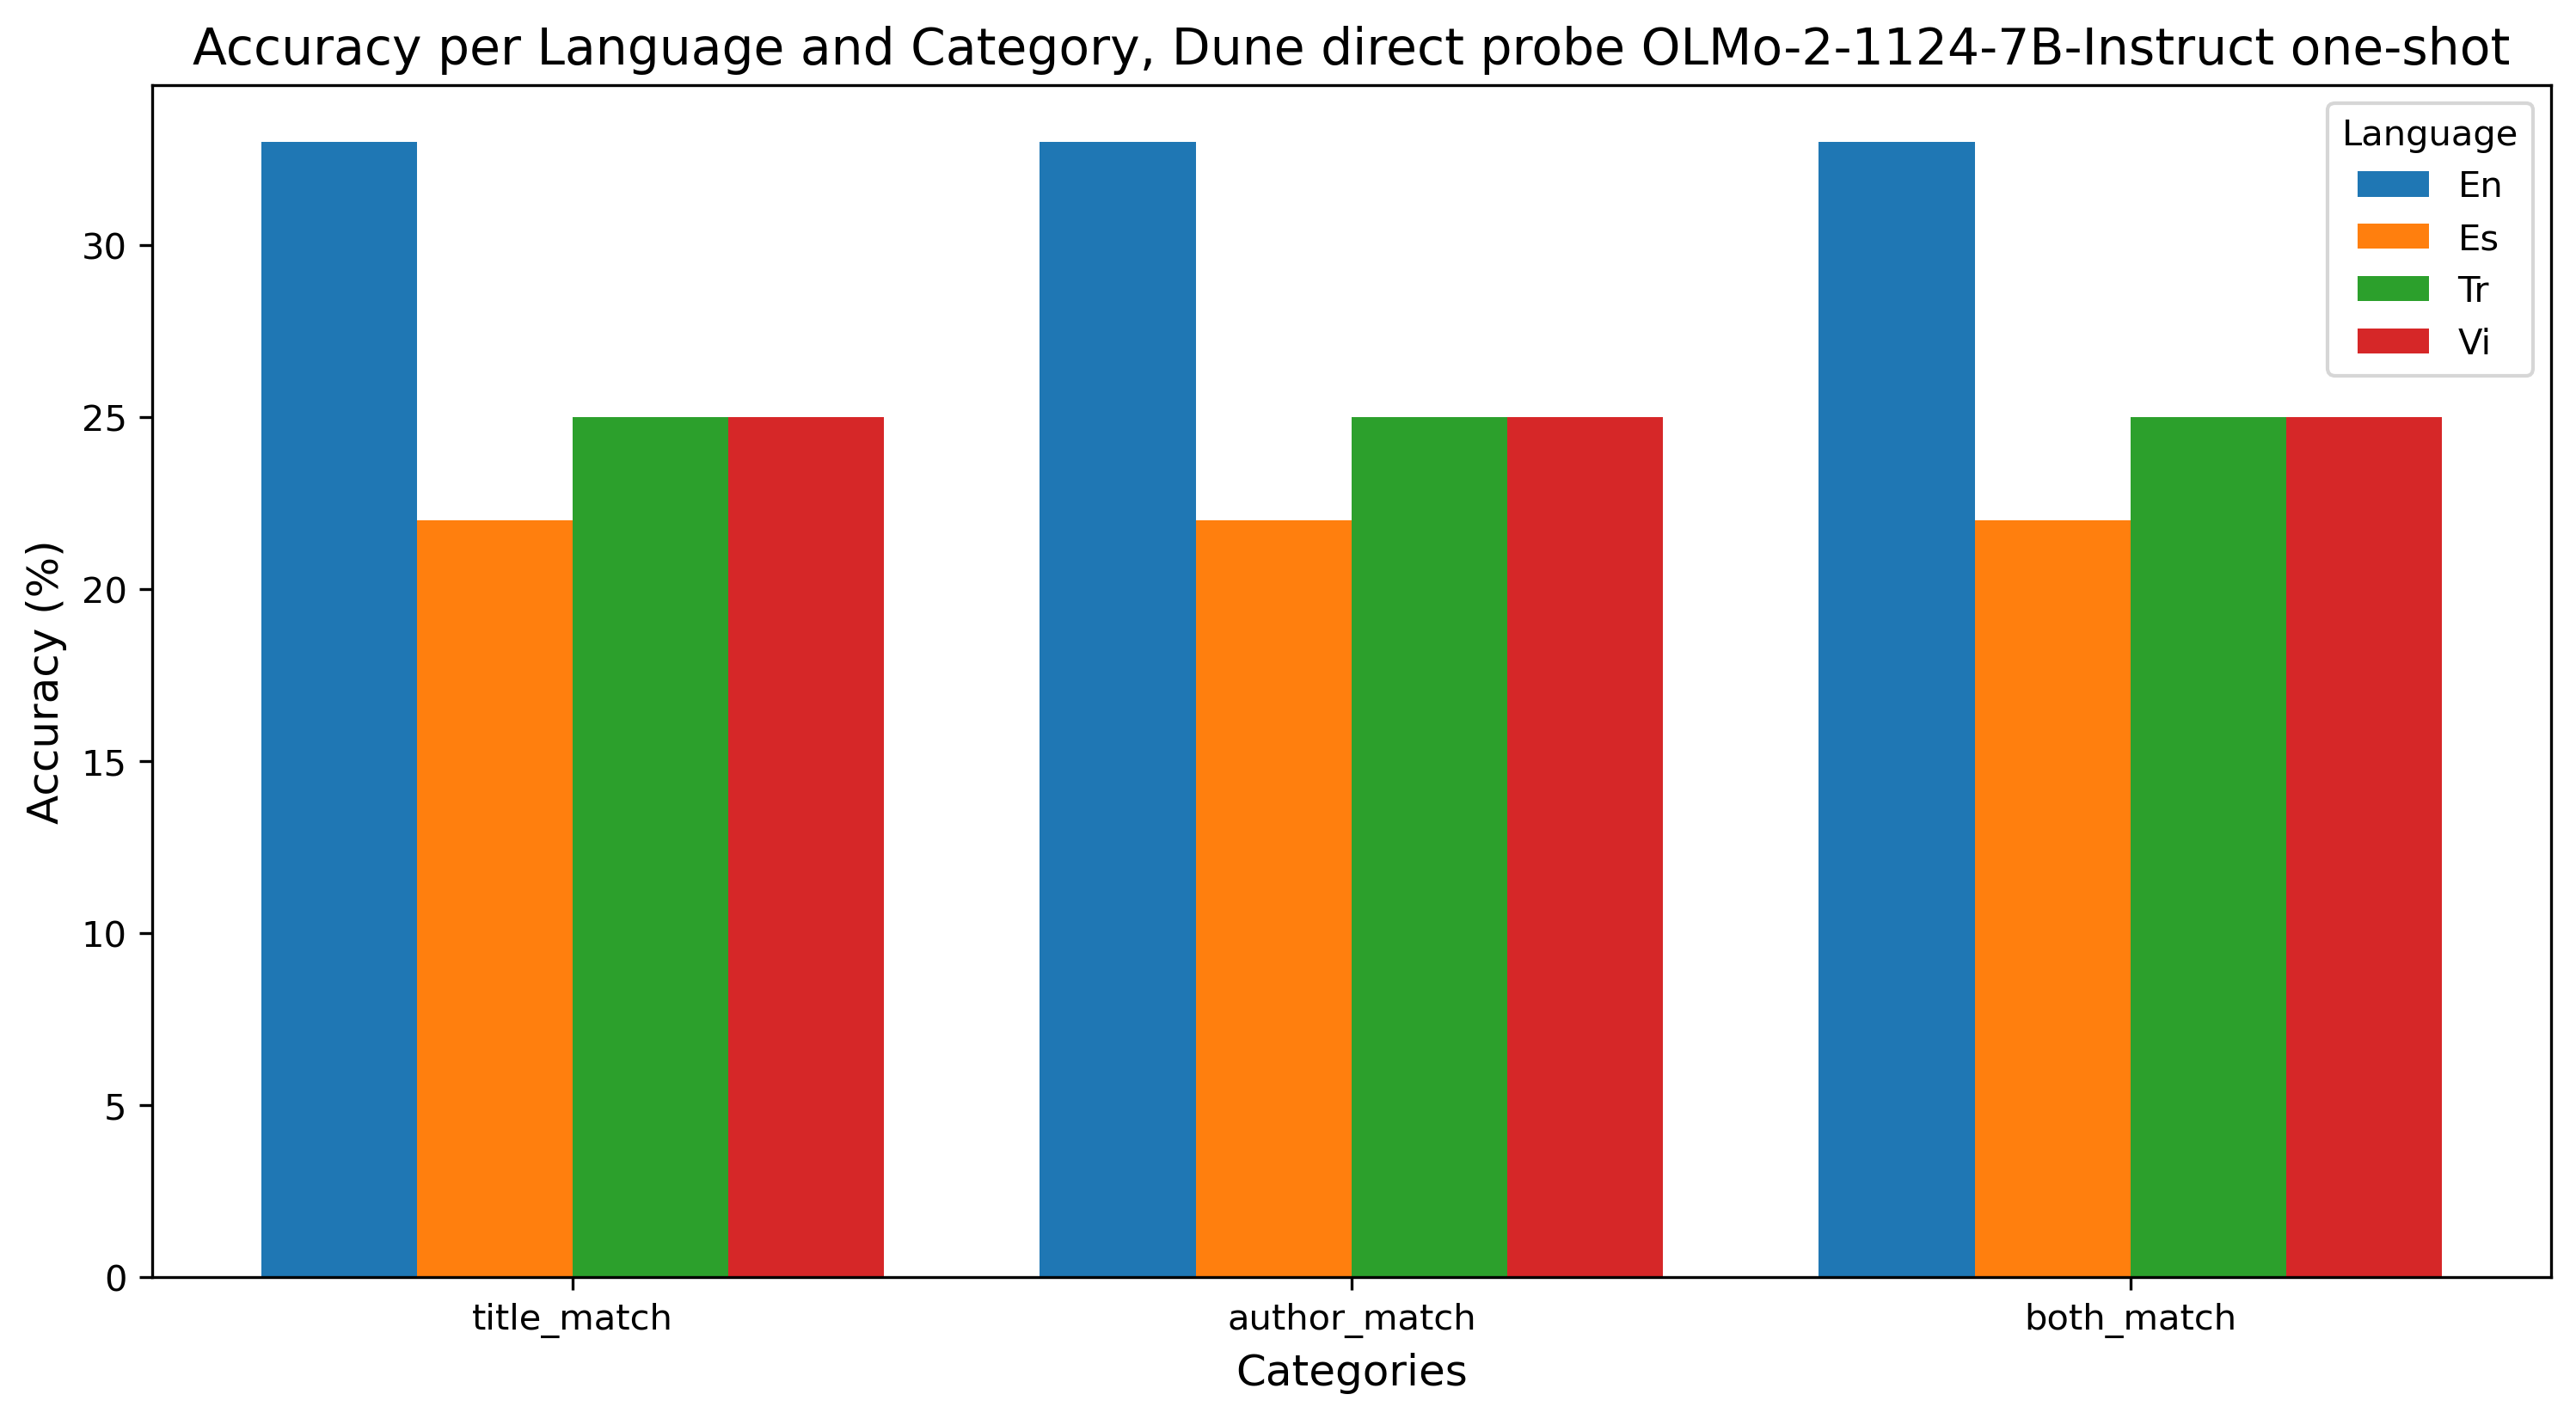 Accuracy per Language and Category, Dune direct probe OLMo-2-1124-7B-Instruct one-shot
Language
En
Es
Tr
Vi
Accuracy (%)
30
25
20
15
10
5
0
title_match
author_match
both_match
Categories